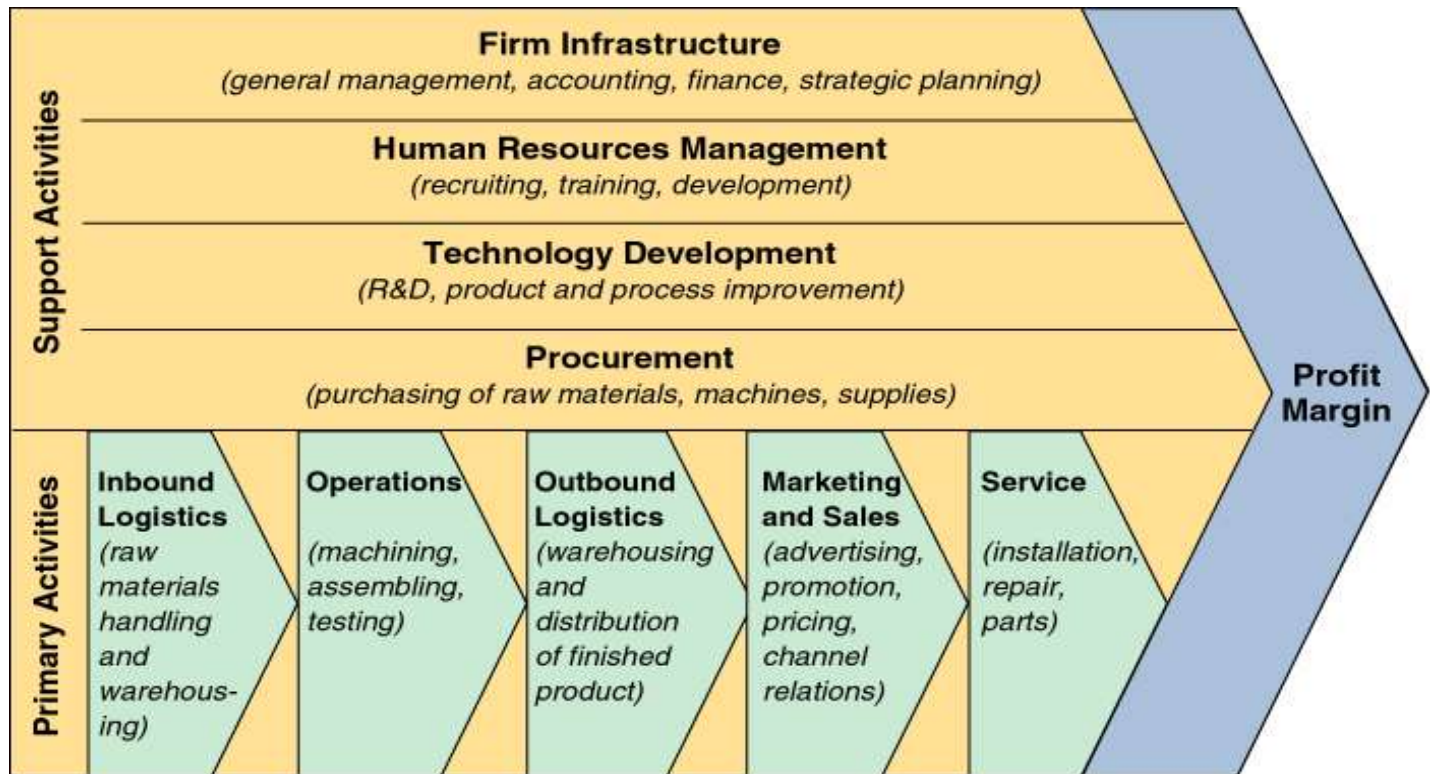 Support Activities
Firm Infrastructure
(general management, accounting, finance, strategic planning)
Human Resources Management
(recruiting, training, development)
Technology Development
(R&D, product and process improvement)
Procurement
(purchasing of raw materials, machines, supplies)
Profit
Margin
Primary Activities
Inbound
Logistics
(raw
materials
handling
and
warehous-
ing)
Operations
(machining,
assembling,
testing)
Outbound
Logistics
(warehousing
and
distribution
of finished
product)
Marketing
and Sales
(advertising,
promotion,
pricing,
channel
relations)
Service
(installation,
repair,
parts)